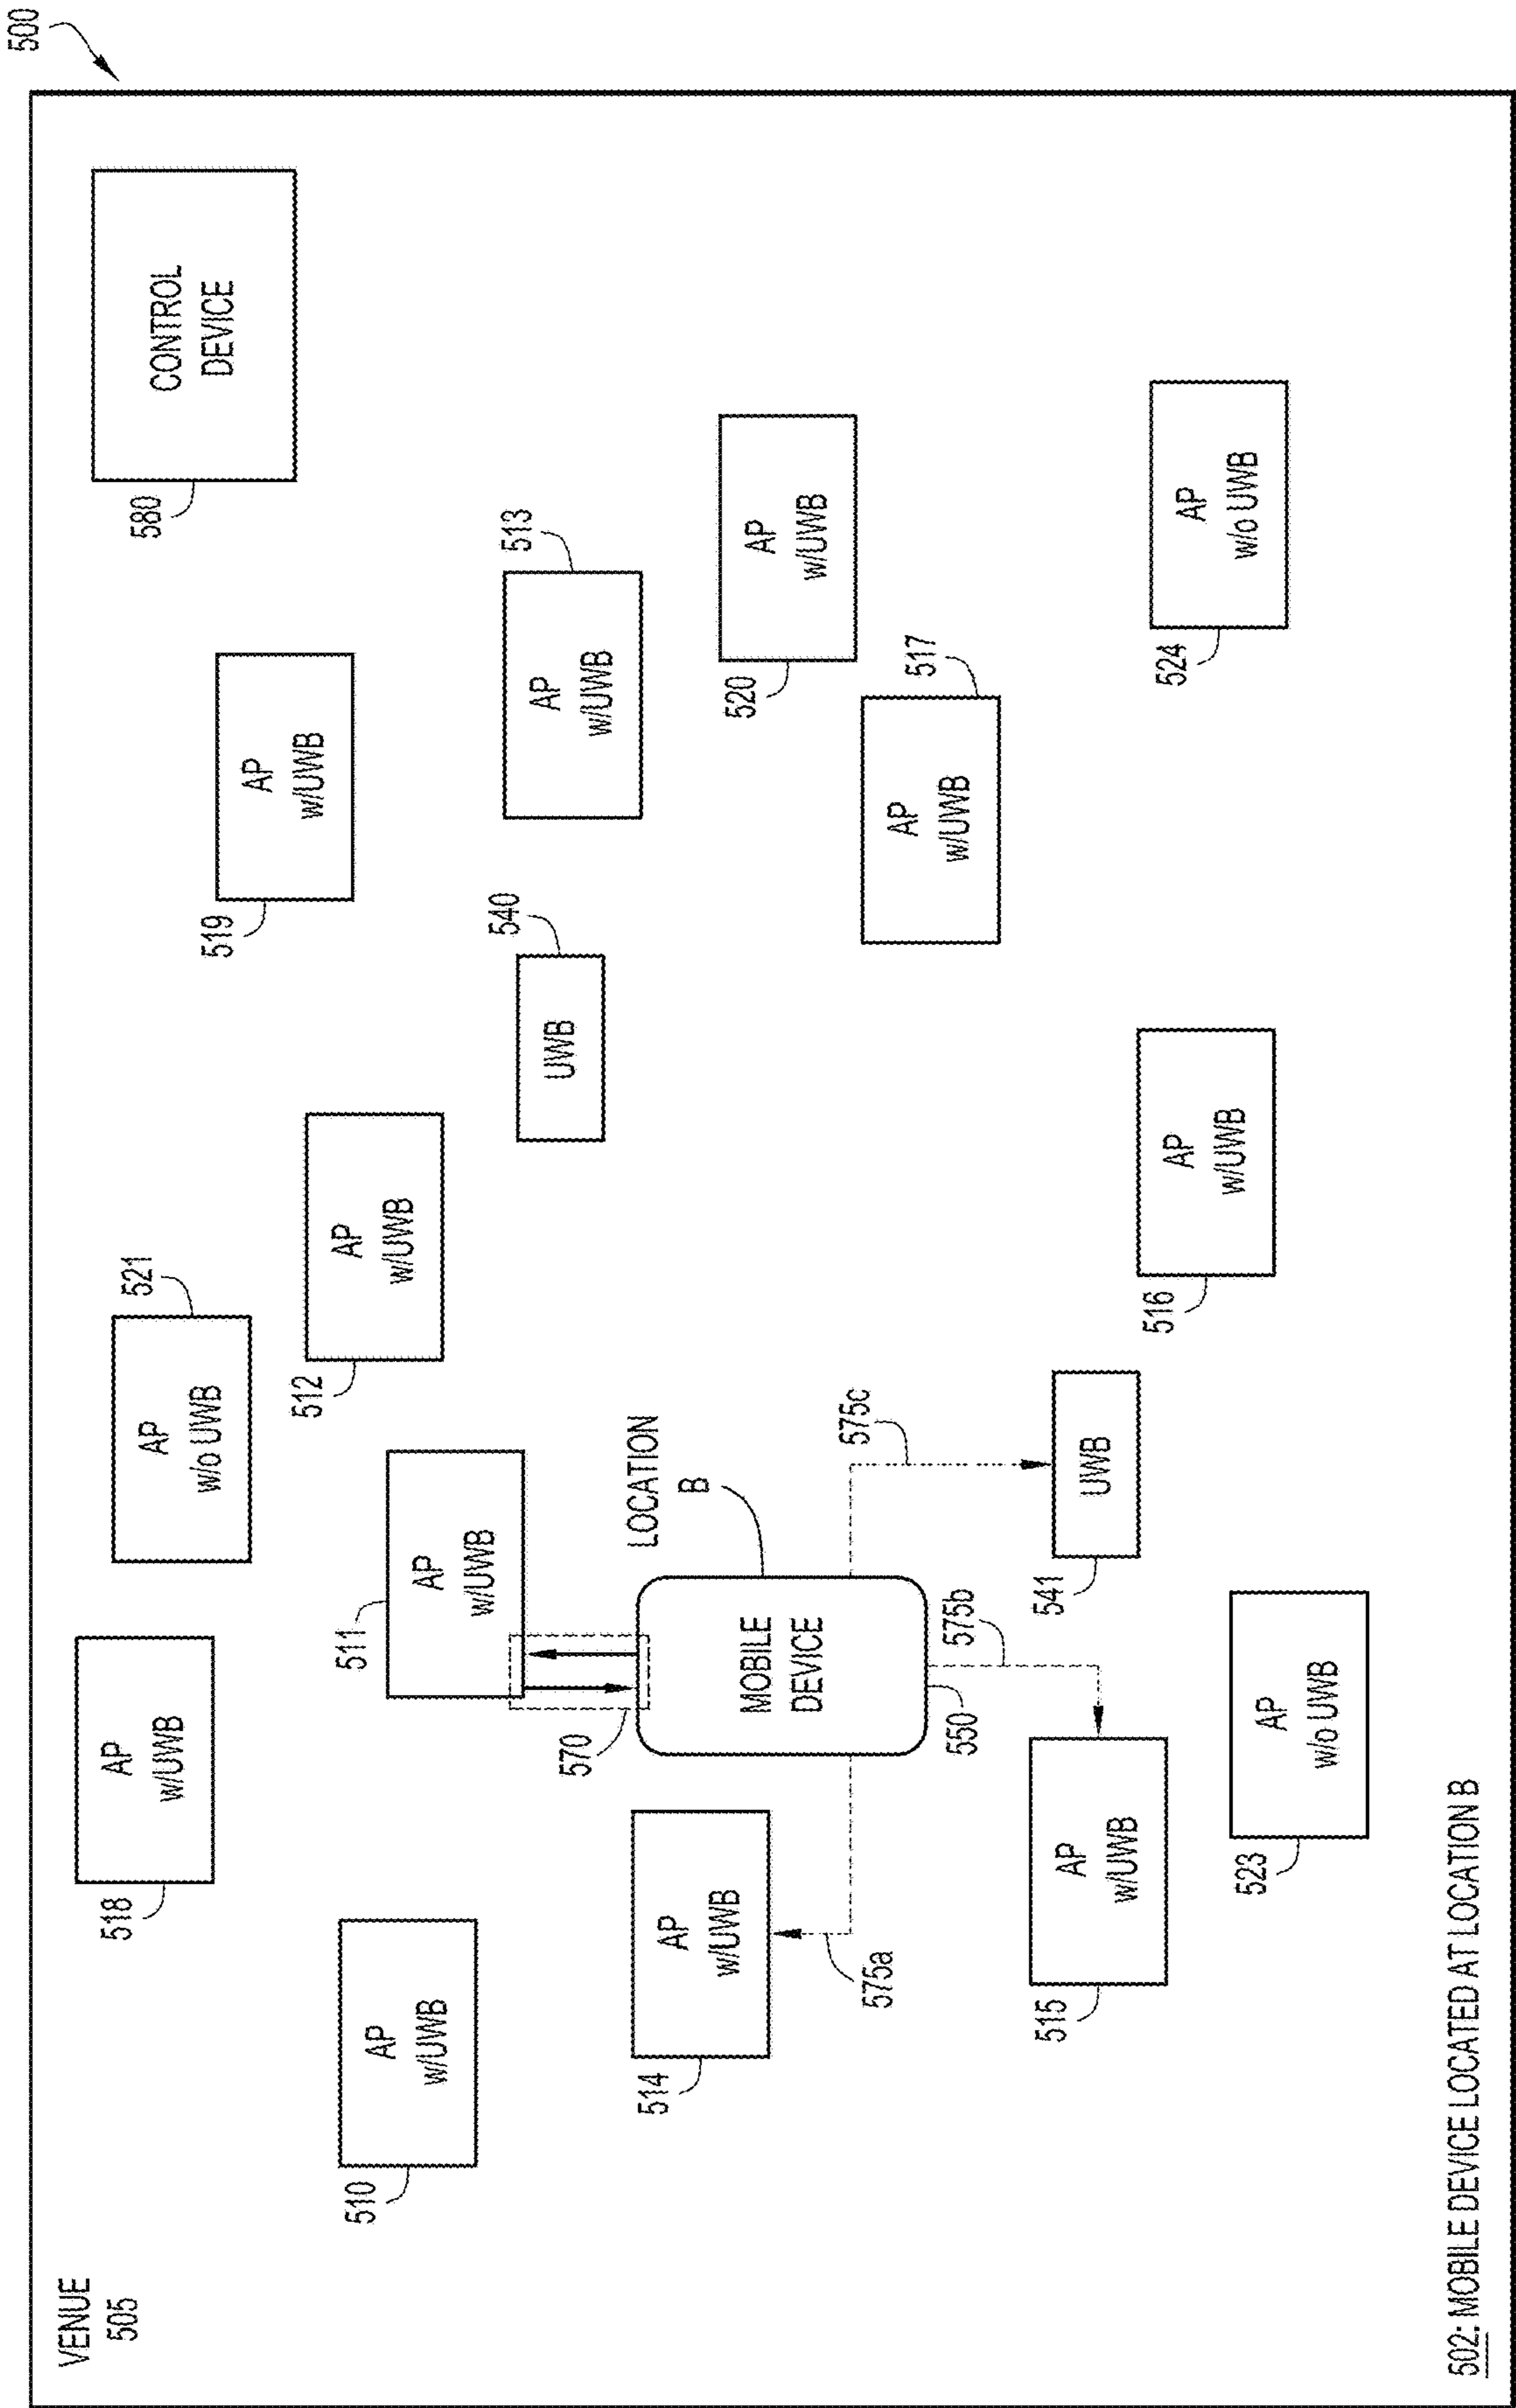 500
VENUE
505
CONTROL
DEVICE
580
AP
w/UWB
518
AP
w/o UWB
521
AP
w/UWB
519
AP
w/UWB
510
AP
w/UWB
511
AP
w/UWB
512
UWB
540
AP
w/UWB
513
570
LOCATION
B
MOBILE
DEVICE
550
AP
w/UWB
514
575a
575b
575c
AP
w/UWB
520
AP
w/UWB
517
AP
w/UWB
515
UWB
541
AP
w/UWB
516
AP
w/o UWB
524
AP
w/o UWB
523
502: MOBILE DEVICE LOCATED AT LOCATION B